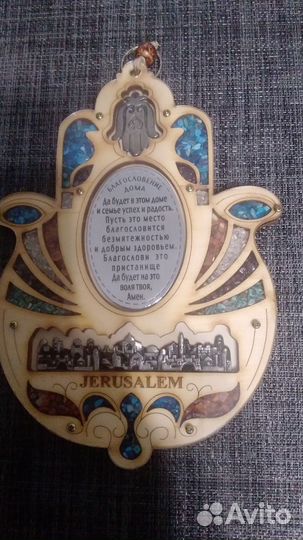 БЛАГОСЛОВЕНИЕ
ДОМА
Да будет в этом доме
и семье успех и радость.
Пусть это место
благословится
безмятежностью
и добрым здоровьем.
Благослови это
пристанище
Да будет на это
воля твоя,
Амен.
JERUSALEM
Avito